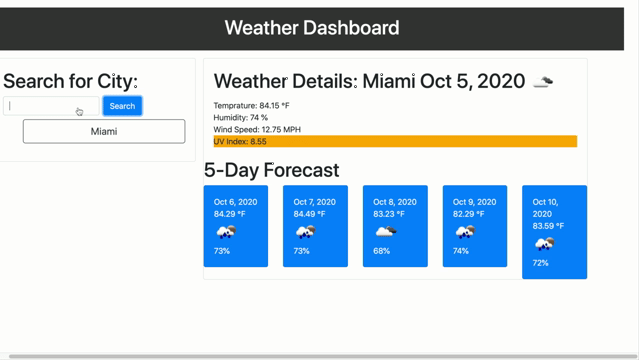 Weather Dashboard
Search for City:
Search
Miami
Weather Details: Miami Oct 5, 2020
Temprature: 84.15 °F
Humidity: 74 %
Wind Speed: 12.75 MPH
UV Index: 8.55
5-Day Forecast
Oct 6, 2020
84.29 °F
73%
Oct 7, 2020
84.49 °F
73%
Oct 8, 2020
83.23 °F
68%
Oct 9, 2020
82.29 °F
74%
Oct 10,
2020
83.59 °F
72%